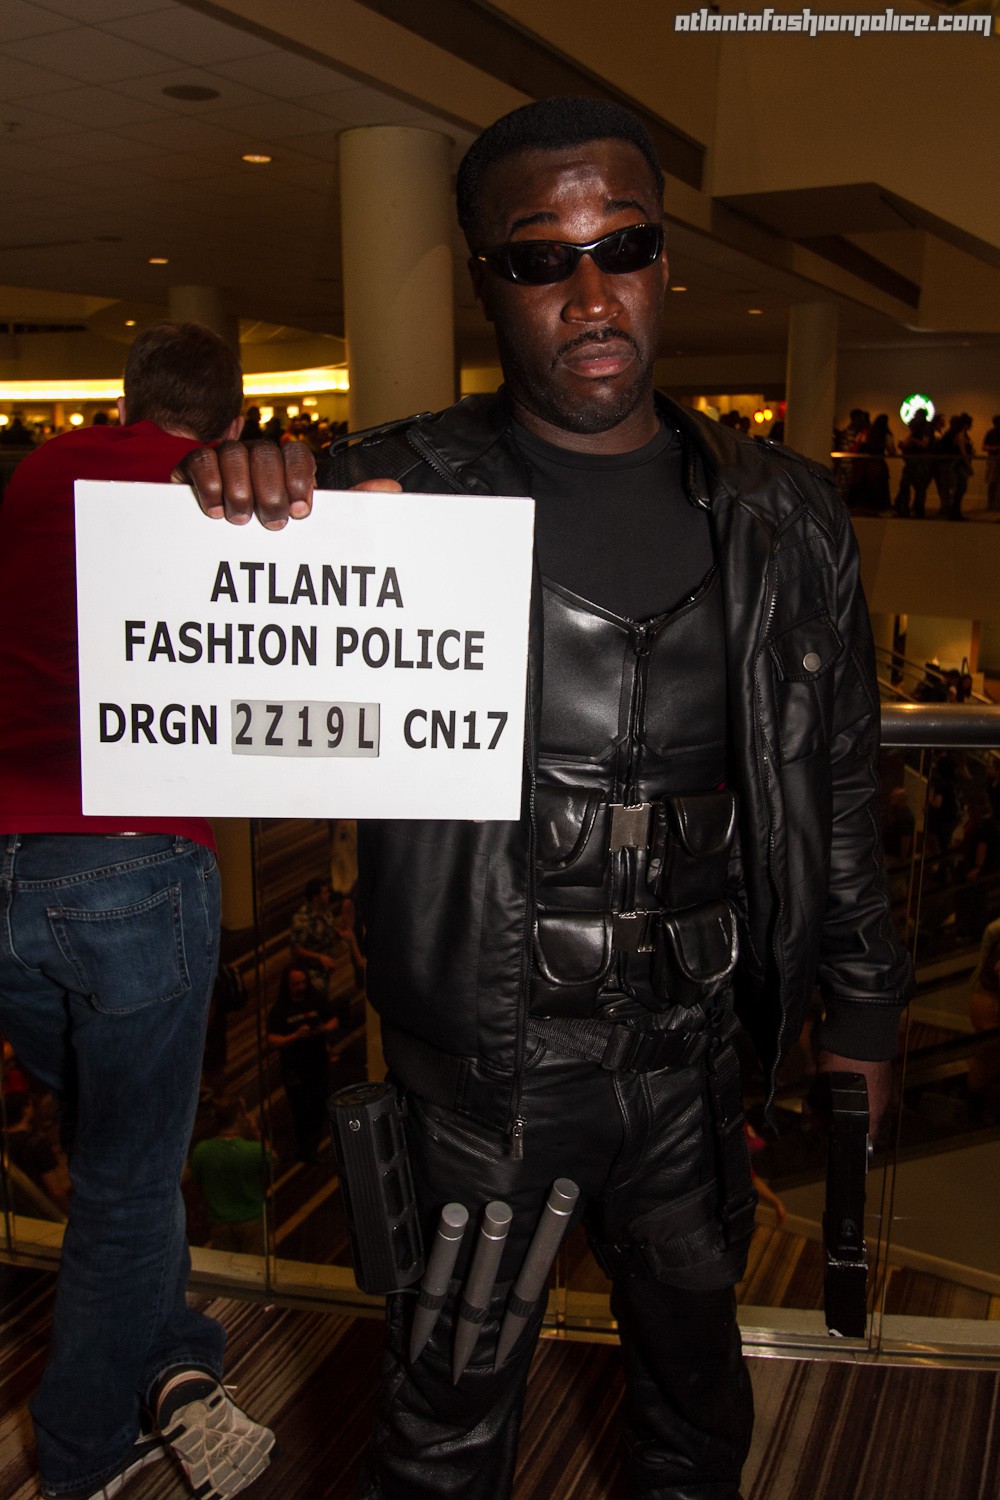 atlantafashionpolice.com
ATLANTA
FASHION POLICE
DRGN 2Z19L CN17